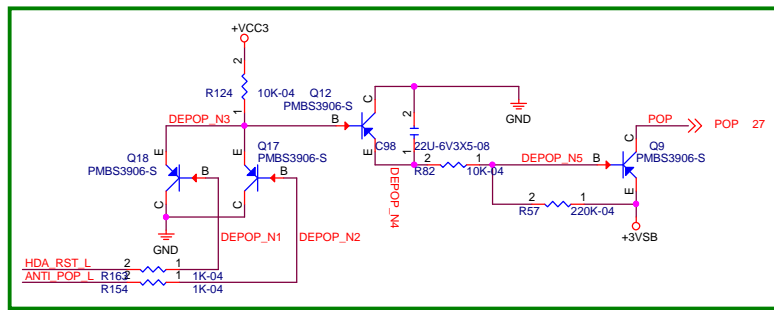 +VCC3
2
R124 10K-04
1
DEPOP_N3
Q12
PMBS3906-S
B
C
E
C98
2
22U-6V3X5-08
1
GND
POP
POP 27
Q9
PMBS3906-S
C
B
E
DEPOP_N5
2 1
R82 10K-04
DEPOP_N4
2 1
R57 220K-04
+3VSB
Q18
PMBS3906-S
E
B
C
Q17
PMBS3906-S
E
B
C
GND
DEPOP_N1
DEPOP_N2
HDA_RST_L
2 1
R163 1K-04
ANTI_POP_L
2 1
R154 1K-04